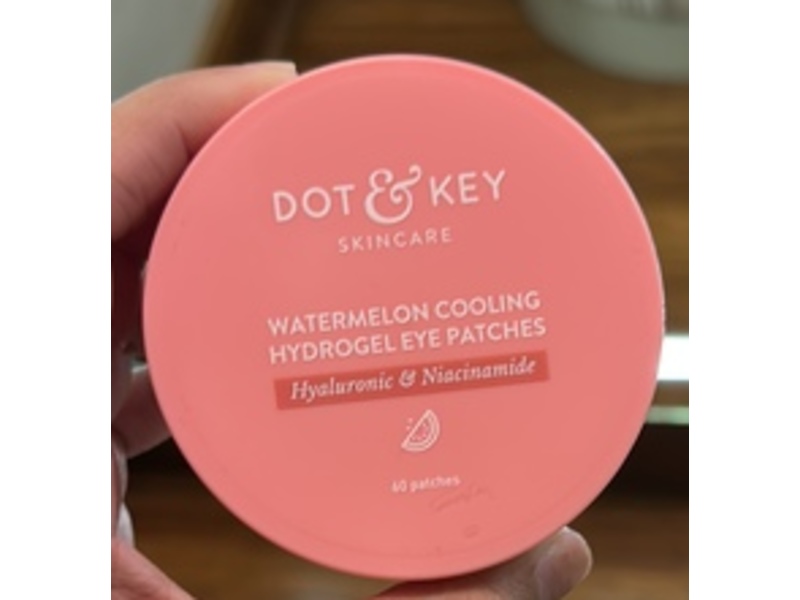 DOT & KEY
SKINCARE
WATERMELON COOLING
HYDROGEL EYE PATCHES
Hyaluronic & Niacinamide
60 patches